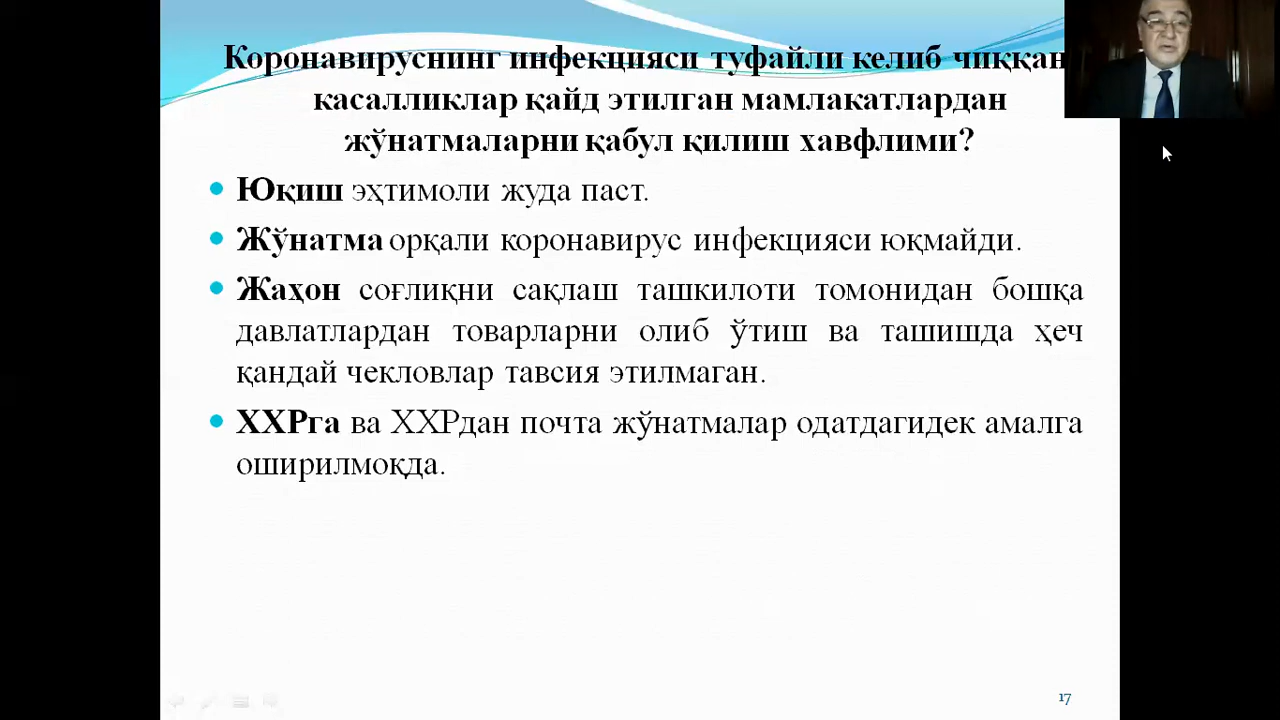 Коронавируснинг инфекцияси туфайли келиб чиққан
касалликлар қайд этилган мамлакатлардан
жўнатмаларни қабул қилиш хавфлими?
Юқиш эҳтимоли жуда паст.
Жўнатма орқали коронавирус инфекцияси юқмайди.
Жаҳон соғлиқни сақлаш ташкилоти томонидан бошқа
давлатлардан товарларни олиб ўтиш ва ташишда ҳеч
қандай чекловлар тавсия этилмаган.
ХХРга ва ХХРдан почта жўнатмалар одатдагидек амалга
оширилмоқда.
17